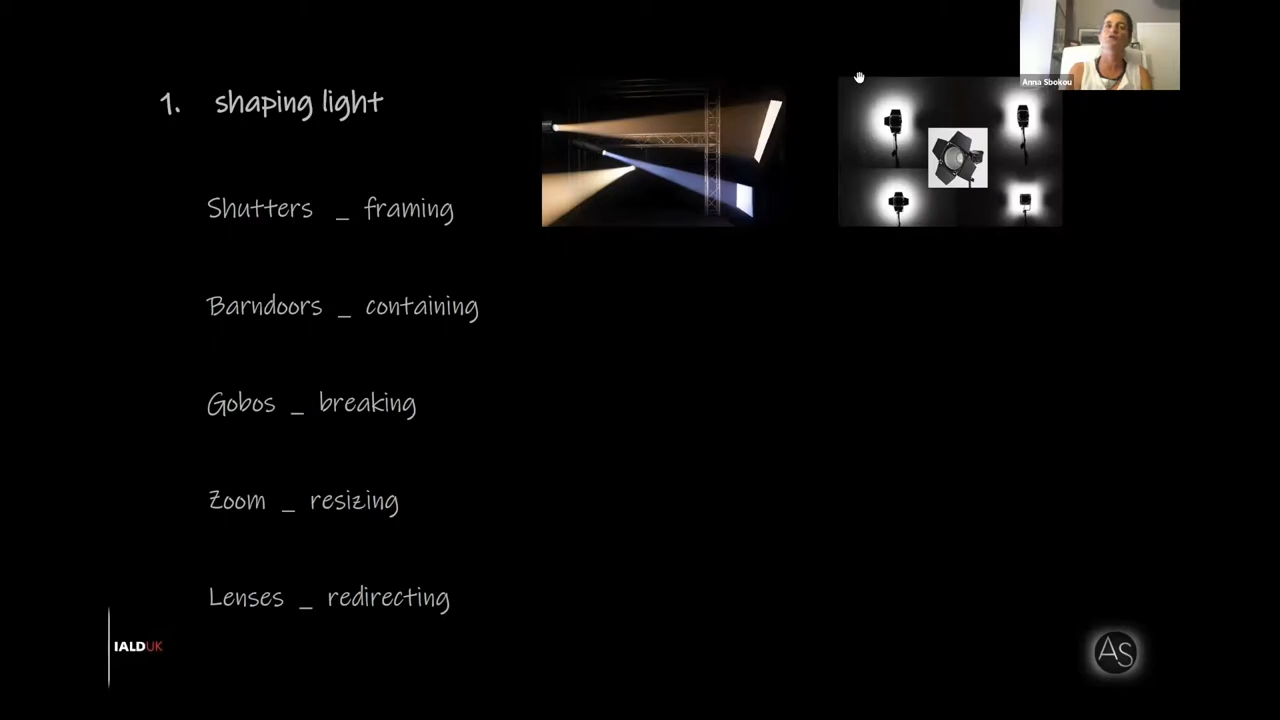 1. shaping light
Anna Sbokou
Shutters _ framing
Barndoors _ containing
Gobos _ breaking
Zoom _ resizing
Lenses _ redirecting
IALDUK
AS